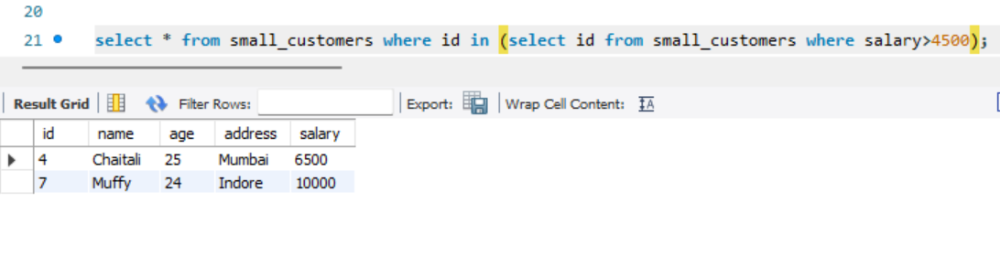 20
21 select * from small_customers where id in (select id from small_customers where salary>4500);
Result Grid Filter Rows: Export: Wrap Cell Content: IA
id name age address salary
4 Chaitali 25 Mumbai 6500
7 Muffy 24 Indore 10000